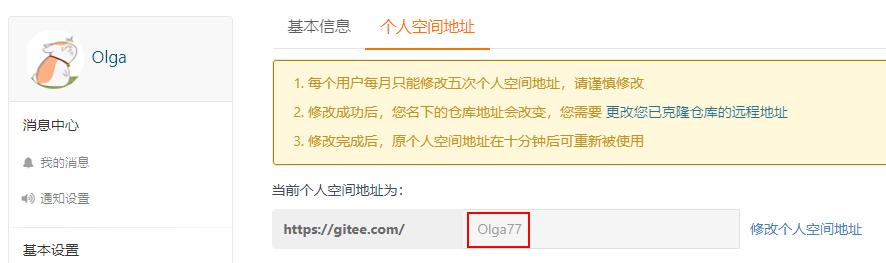 Olga
消息中心
我的消息
通知设置
基本设置
基本信息 个人空间地址
1. 每个用户每月只能修改五次个人空间地址，请谨慎修改
2. 修改成功后，您名下的仓库地址会改变，您需要 更改您已克隆仓库的远程地址
3. 修改完成后，原个人空间地址在十分钟后可重新被使用
当前个人空间地址为：
https://gitee.com/ Olga77 修改个人空间地址